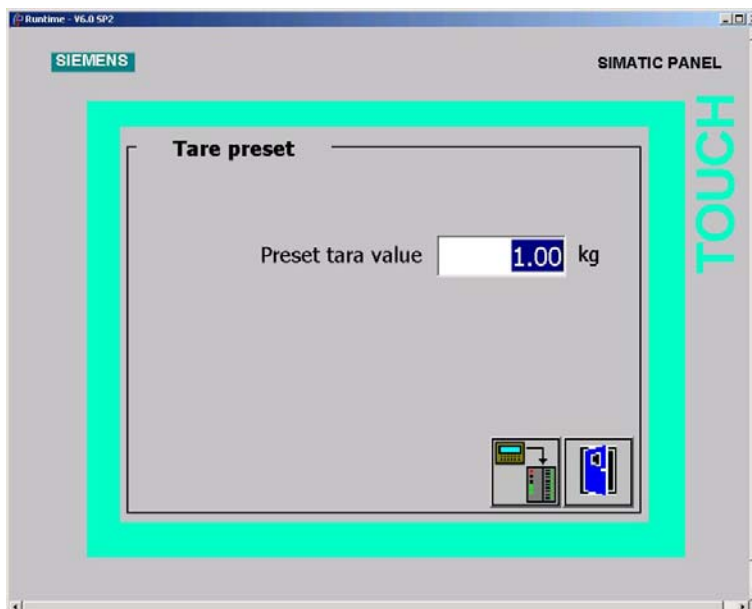 Runtime - V6.0 SP2
SIEMENS
SIMATIC PANEL
TOUCH
Tare preset
Preset tara value 1.00 kg